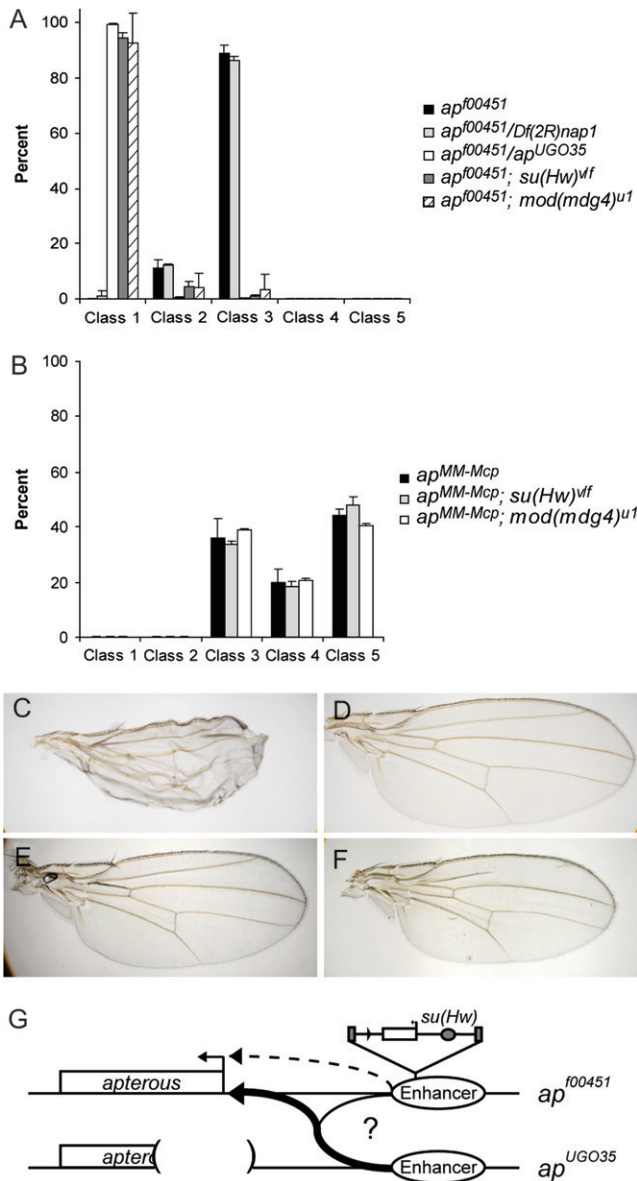 A
100
80
60
40
20
0
Percent
Class 1 Class 2 Class 3 Class 4 Class 5
ap^f00451
ap^f00451/Df(2R)nap1
ap^f00451/ap^UGO35
ap^f00451; su(Hw)^v/f
ap^f00451; mod(mdg4)^u1
B
100
80
60
40
20
0
Percent
Class 1 Class 2 Class 3 Class 4 Class 5
ap^MM-Mcp
ap^MM-Mcp; su(Hw)^v/f
ap^MM-Mcp; mod(mdg4)^u1
C
D
E
F
G
su(Hw)
apterous
Enhancer
ap^f00451
?
apterc
Enhancer
ap^UGO35